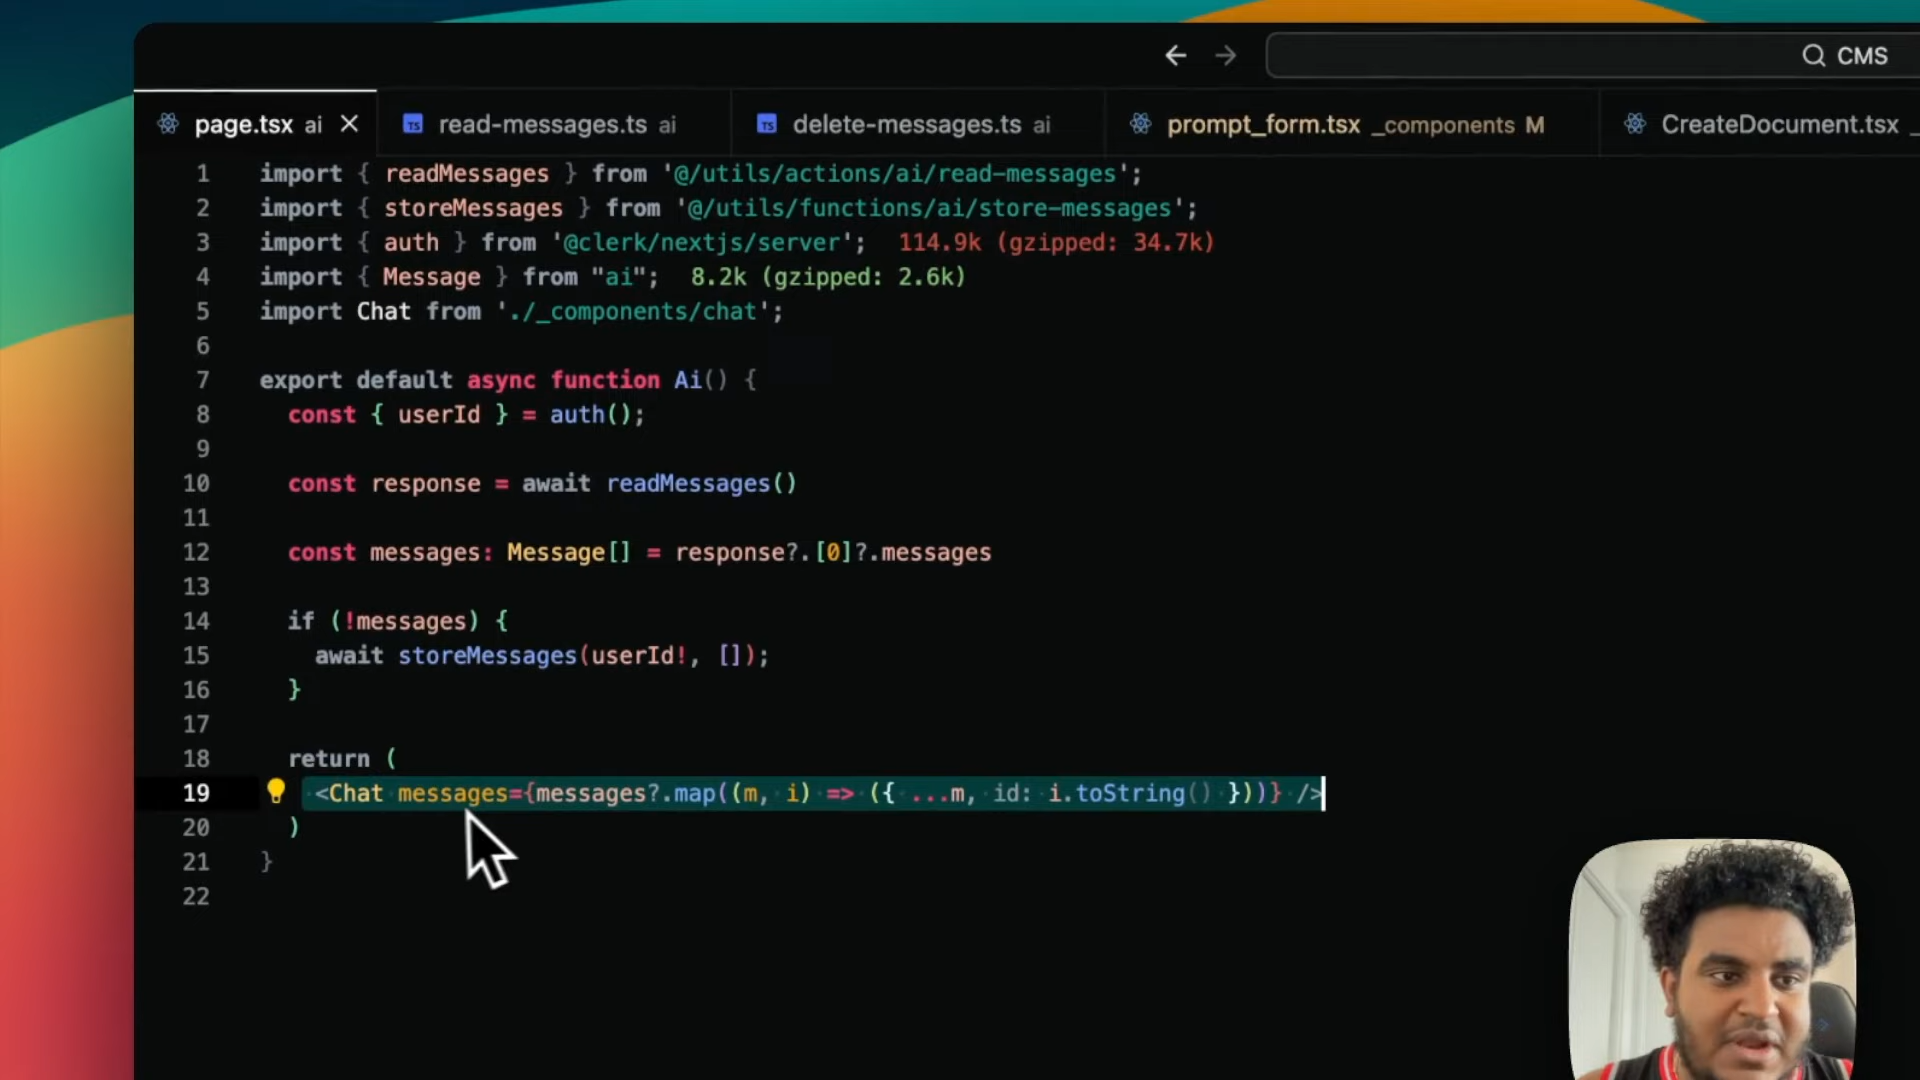 CMS
page.tsx ai
read-messages.ts ai
delete-messages.ts ai
prompt_form.tsx _components M
CreateDocument.tsx
1 import { readMessages } from '@/utils/actions/ai/read-messages';
2 import { storeMessages } from '@/utils/functions/ai/store-messages';
3 import { auth } from '@clerk/nextjs/server'; 114.9k (gzipped: 34.7k)
4 import { Message } from "ai"; 8.2k (gzipped: 2.6k)
5 import Chat from './_components/chat';
6
7 export default async function Ai() {
8 const { userId } = auth();
9
10 const response = await readMessages()
11
12 const messages: Message[] = response?.[0]?.messages
13
14 if (!messages) {
15 await storeMessages(userId!, []);
16 }
17
18 return (
19 <Chat messages={messages?.map((m, i) => ({ ...m, id: i.toString() }))} />
20 )
21 }
22